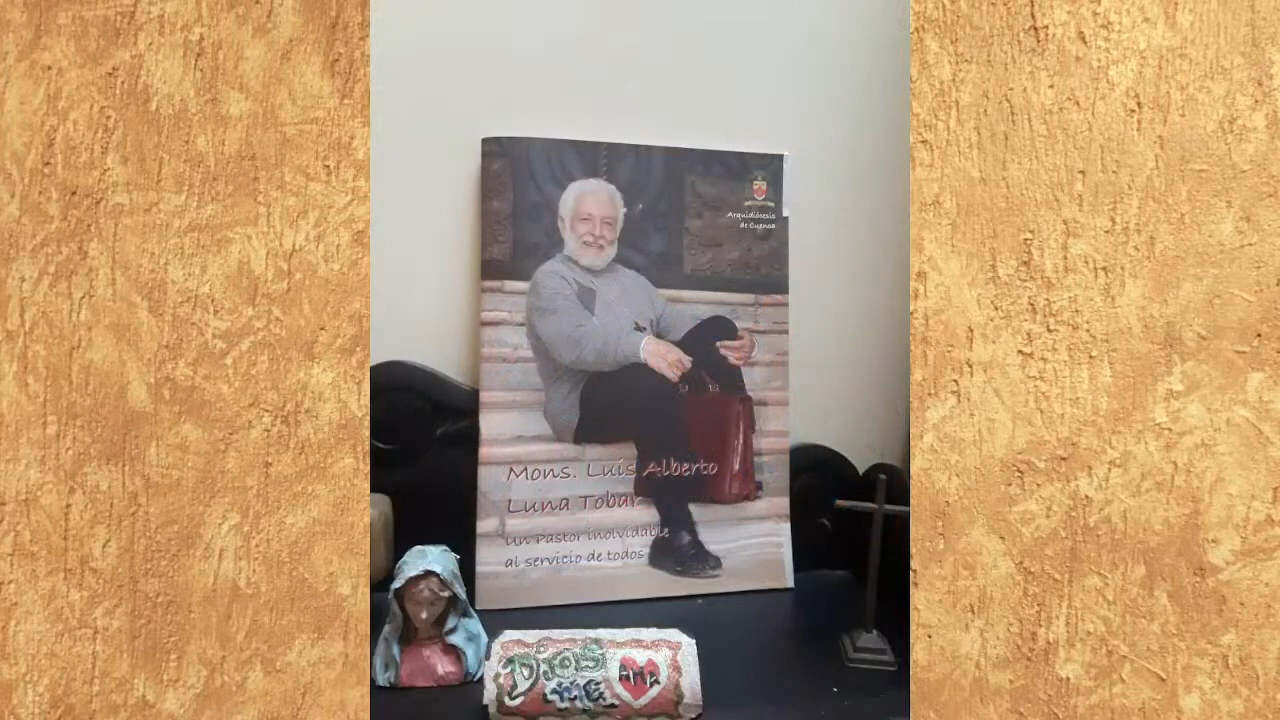 Arquidiócesis
de Cuenca
Mons. Luis Alberto
Luna Tobar
Un Pastor inolvidable
al servicio de todos
Dios
ME AMA